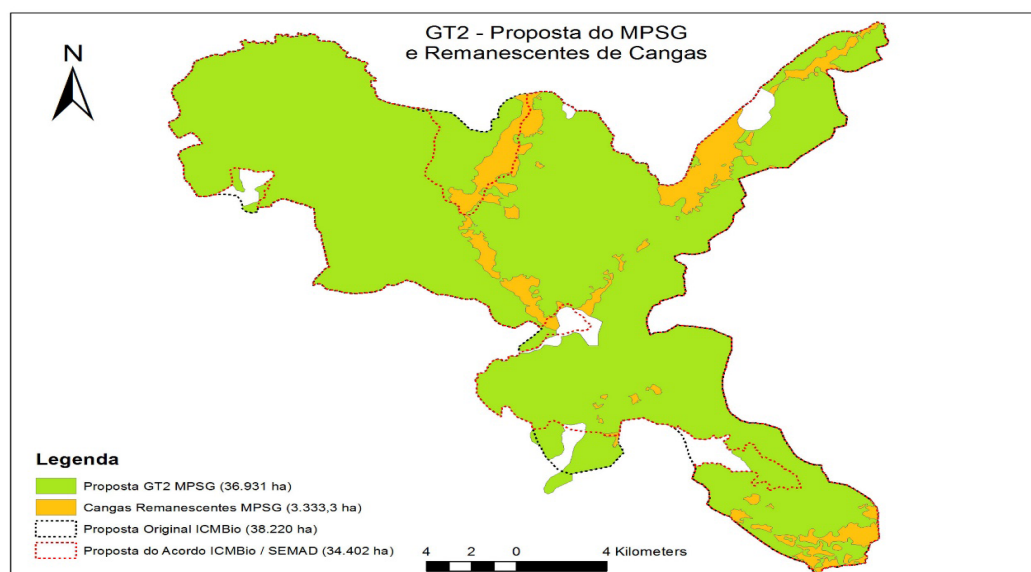 GT2 - Proposta do MPSG
e Remanescentes de Cangas
N
Legenda
Proposta GT2 MPSG (36.931 ha)
Cangas Remanescentes MPSG (3.333,3 ha)
Proposta Original ICMBio (38.220 ha)
Proposta do Acordo ICMBio / SEMAD (34.402 ha)
4 2 0 4 Kilometers